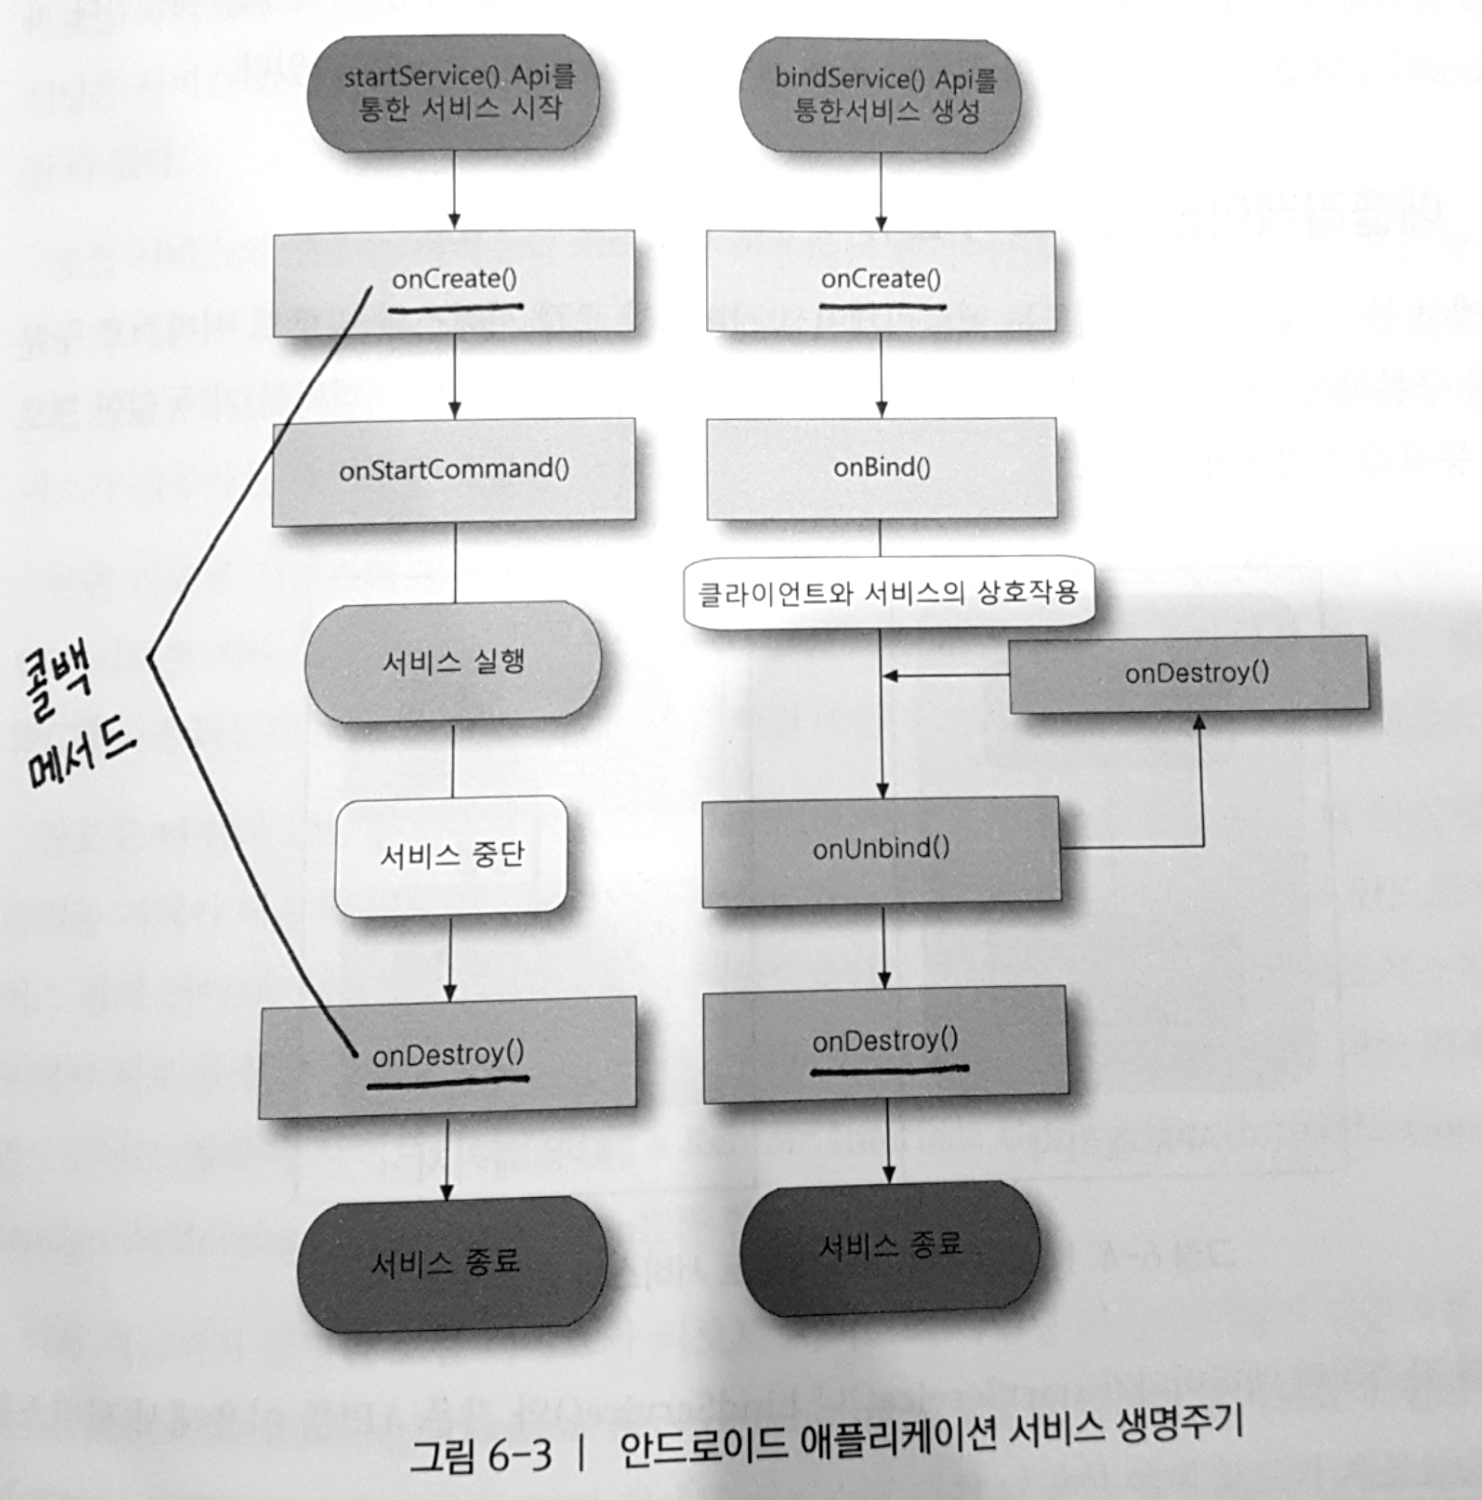 startService() Api를
통한 서비스 시작
onCreate()
onStartCommand()
서비스 실행
서비스 중단
onDestroy()
서비스 종료
콜백
메서드
bindService() Api를
통한서비스 생성
onCreate()
onBind()
클라이언트와 서비스의 상호작용
onDestroy()
onUnbind()
onDestroy()
서비스 종료
그림 6-3 | 안드로이드 애플리케이션 서비스 생명주기